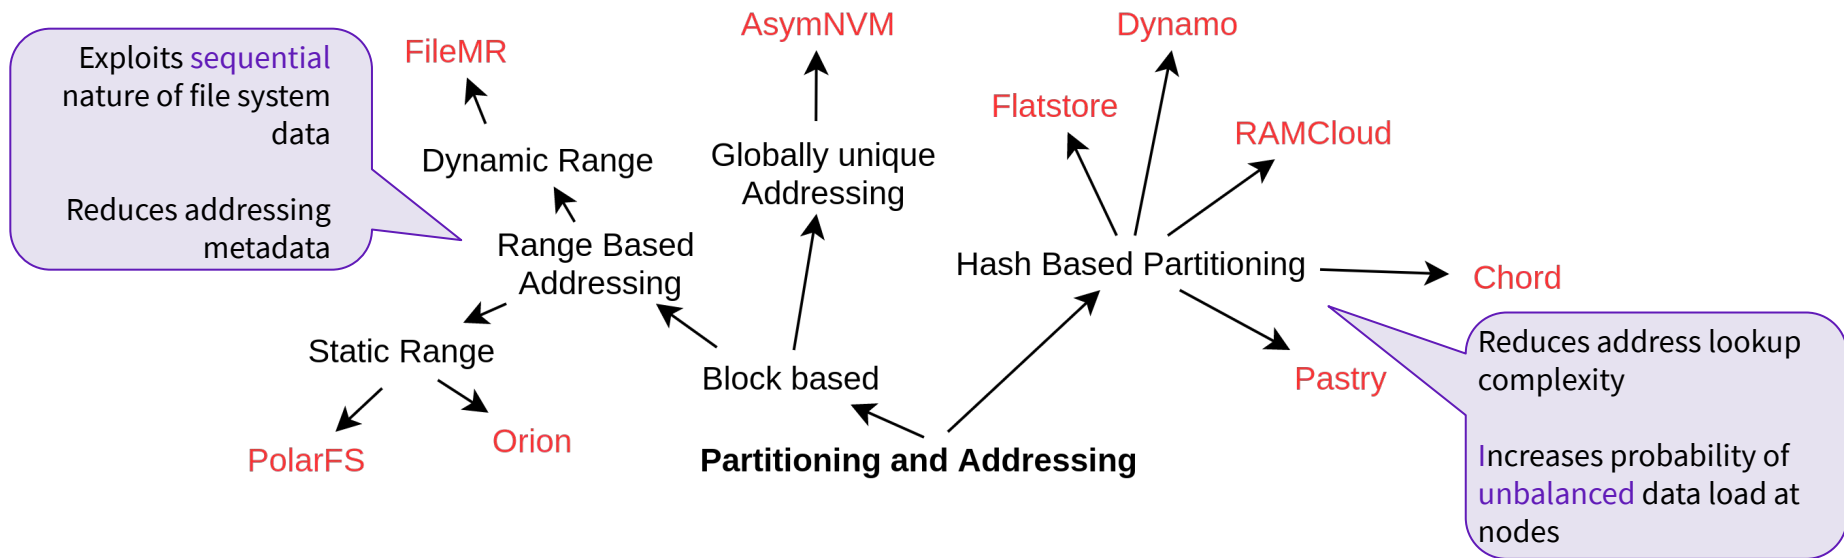 Exploits sequential
nature of file system
data
Reduces addressing
metadata
FileMR
Dynamic Range
Range Based
Addressing
Static Range
PolarFS
Orion
AsymNVM
Globally unique
Addressing
Block based
Partitioning and Addressing
Dynamo
Flatstore
RAMCloud
Hash Based Partitioning
Chord
Pastry
Reduces address lookup
complexity
Increases probability of
unbalanced data load at
nodes